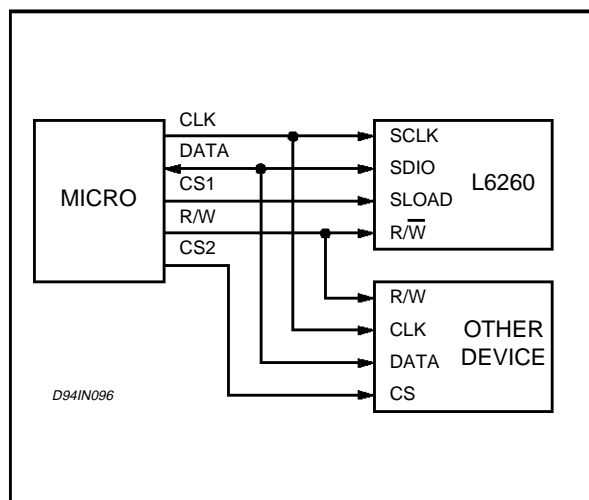 CLK
DATA
CS1
R/W
CS2
MICRO
SCLK
SDIO
SLOAD
R/W̅
L6260
R/W
CLK
DATA
CS
OTHER
DEVICE
D94IN096